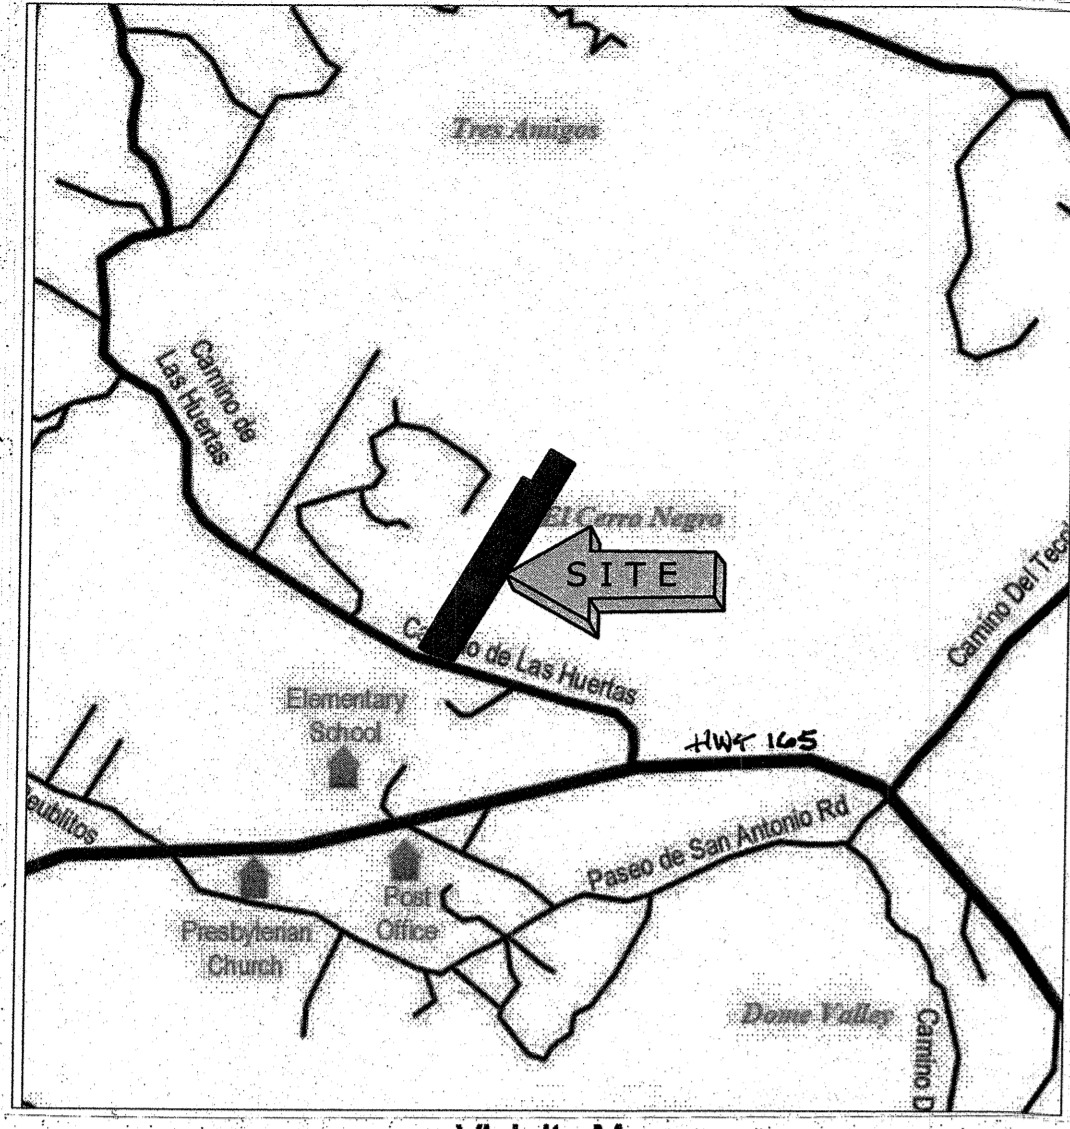 Tres Amigos
Camino de
Las Huertas
El Cerro Negro
SITE
Camino Del
de Las Huertas
Elementary
School
HWY 165
Paseo de San Antonio Rd
Post
Office
Presbyterian
Church
Dome Valley
Camino D